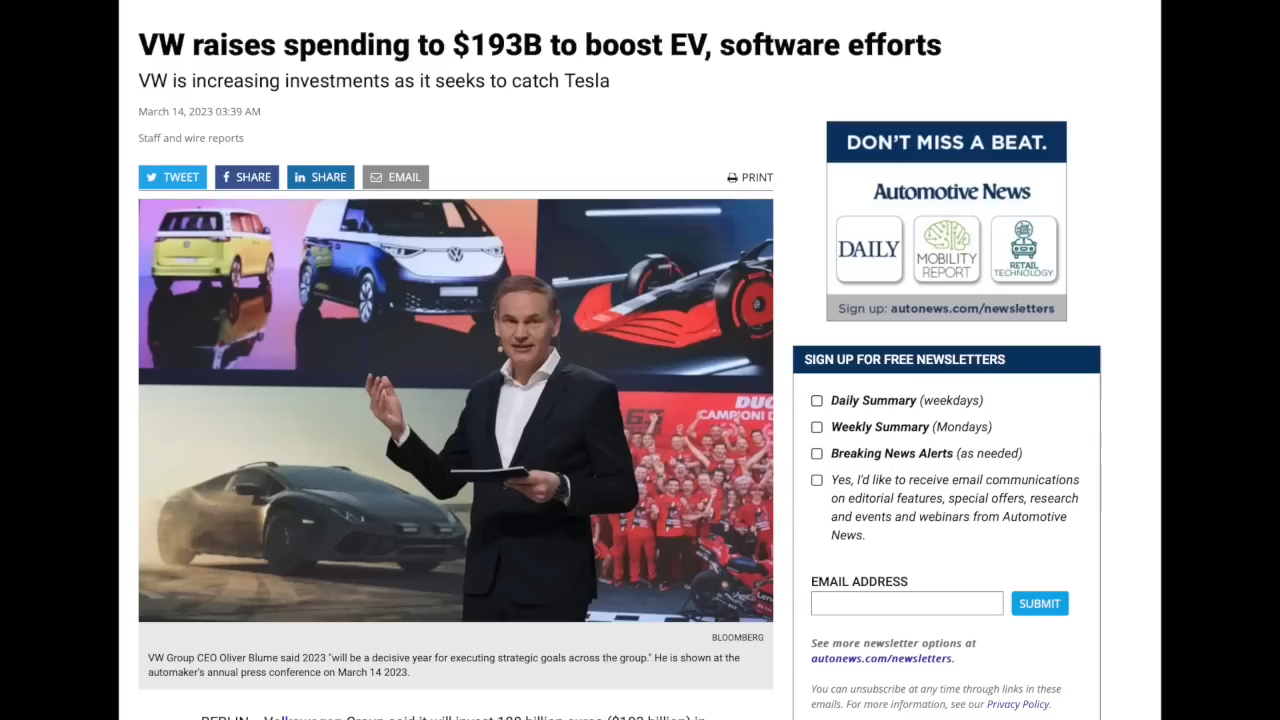 VW raises spending to $193B to boost EV, software efforts
VW is increasing investments as it seeks to catch Tesla
March 14, 2023 03:39 AM
Staff and wire reports
TWEET
SHARE
SHARE
EMAIL
PRINT
DUC
CAMPIONI D
63
BLOOMBERG
VW Group CEO Oliver Blume said 2023 "will be a decisive year for executing strategic goals across the group." He is shown at the
automaker's annual press conference on March 14 2023.
DON'T MISS A BEAT.
Automotive News
DAILY
MOBILITY
REPORT
RETAIL
TECHNOLOGY
Sign up: autonews.com/newsletters
SIGN UP FOR FREE NEWSLETTERS
Daily Summary (weekdays)
Weekly Summary (Mondays)
Breaking News Alerts (as needed)
Yes, I'd like to receive email communications
on editorial features, special offers, research
and events and webinars from Automotive
News.
EMAIL ADDRESS
SUBMIT
See more newsletter options at
autonews.com/newsletters.
You can unsubscribe at any time through links in these
emails. For more information, see our Privacy Policy.